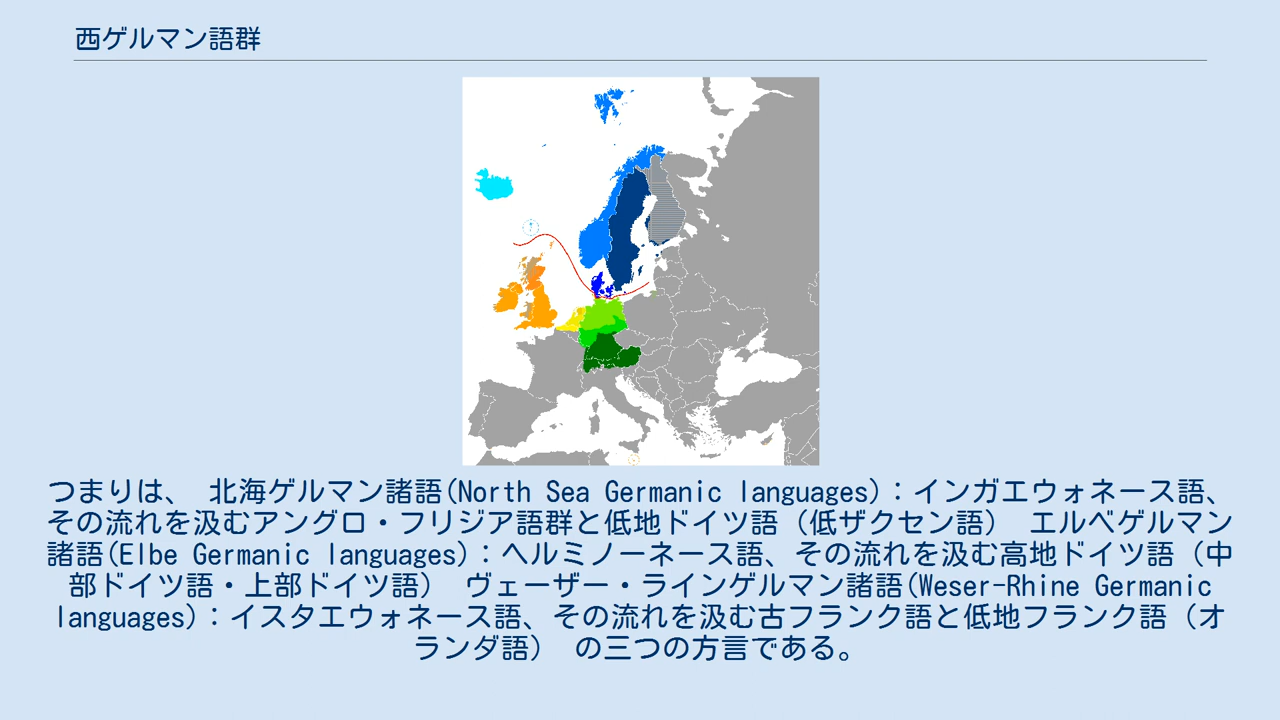 西ゲルマン語群
つまりは、 北海ゲルマン諸語(North Sea Germanic languages)：インガエウォネース語、
その流れを汲むアングロ・フリジア語群と低地ドイツ語（低ザクセン語） エルベゲルマン
諸語(Elbe Germanic languages)：ヘルミノーネース語、その流れを汲む高地ドイツ語（中
部ドイツ語・上部ドイツ語） ヴェーザー・ラインゲルマン諸語(Weser-Rhine Germanic
languages)：イスタエウォネース語、その流れを汲む古フランク語と低地フランク語（オ
ランダ語） の三つの方言である。